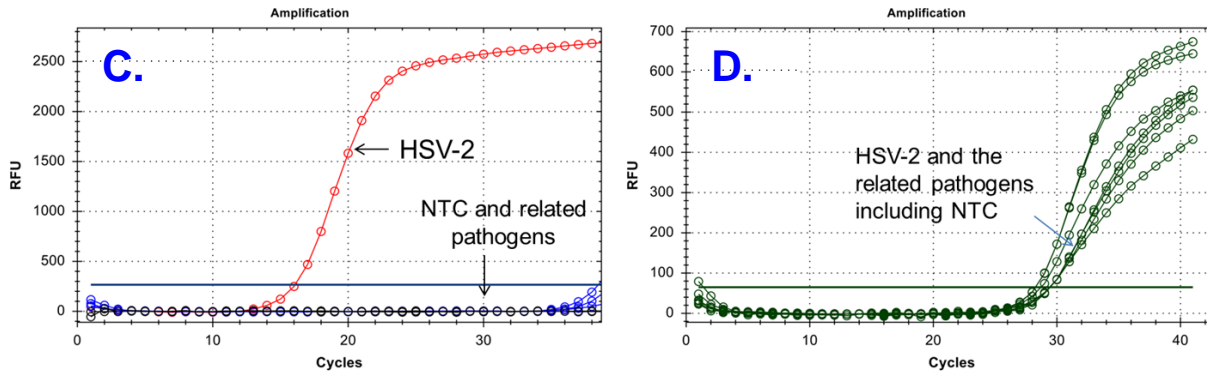 Amplification
C.
2500
2000
1500
1000
500
0
RFU
HSV-2
NTC and related
pathogens
0
10
20
30
Cycles
Amplification
D.
700
600
500
400
300
200
100
0
RFU
HSV-2 and the
related pathogens
including NTC
0
10
20
30
40
Cycles